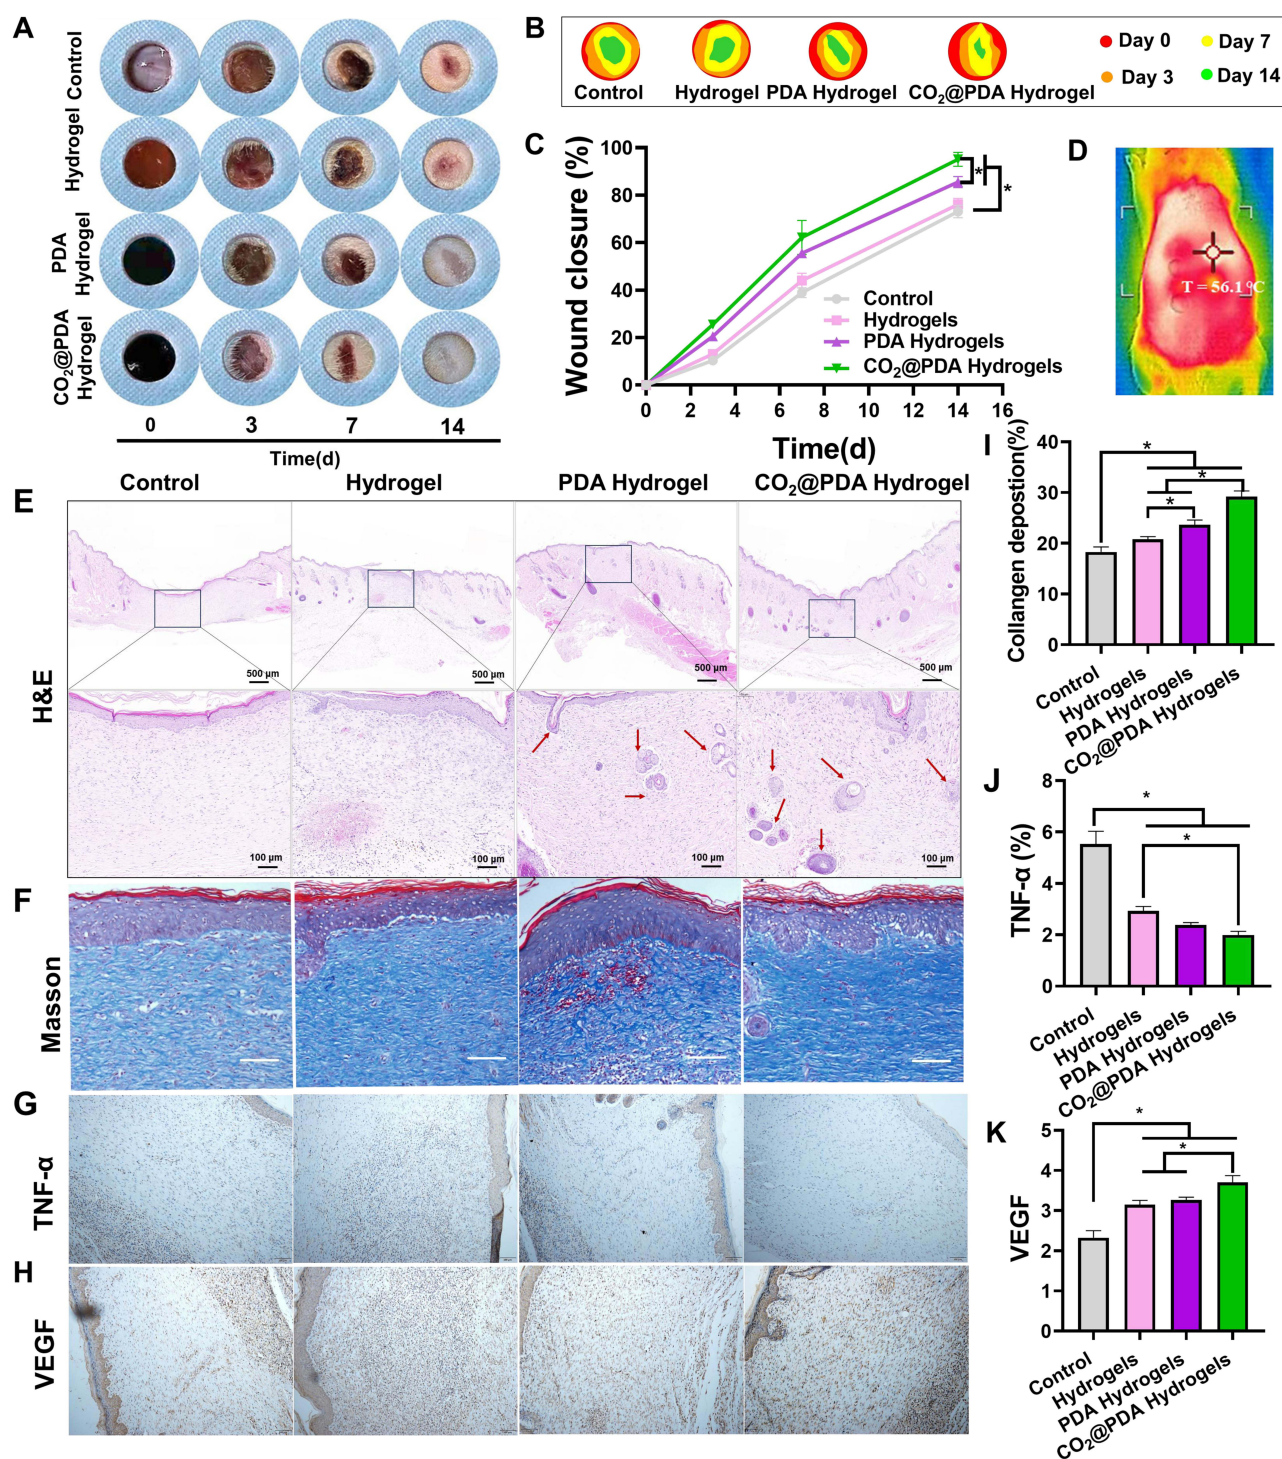 A
Control
Hydrogel
PDA
Hydrogel
CO₂@PDA
Hydrogel
0 3 7 14
Time(d)
B
Control Hydrogel PDA Hydrogel CO₂@PDA Hydrogel
Day 0 Day 7
Day 3 Day 14
C
Wound closure (%)
100
80
60
40
20
0
0 2 4 6 8 10 12 14 16
Time(d)
Control
Hydrogels
PDA Hydrogels
CO₂@PDA Hydrogels
*
*
D
T = 56.1 ℃
Control Hydrogel PDA Hydrogel CO₂@PDA Hydrogel
E
H&E
500 µm 500 µm 500 µm 500 µm
100 µm 100 µm 100 µm 100 µm
F
Masson
G
TNF-α
H
VEGF
I
Collangen depostion(%)
40
30
20
10
0
*
*
*
Control
Hydrogels
PDA Hydrogels
CO₂@PDA Hydrogels
J
TNF-α (%)
8
6
4
2
0
*
*
Control
Hydrogels
PDA Hydrogels
CO₂@PDA Hydrogels
K
VEGF
5
4
3
2
1
0
*
*
Control
Hydrogels
PDA Hydrogels
CO₂@PDA Hydrogels